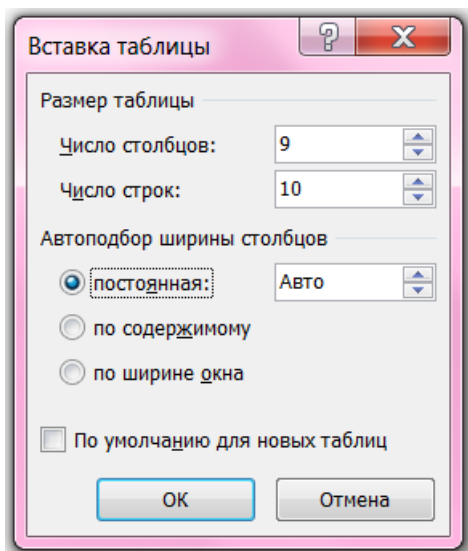 Вставка таблицы
Размер таблицы
Число столбцов: 9
Число строк: 10
Автоподбор ширины столбцов
постоянная: Авто
по содержимому
по ширине окна
По умолчанию для новых таблиц
ОК Отмена